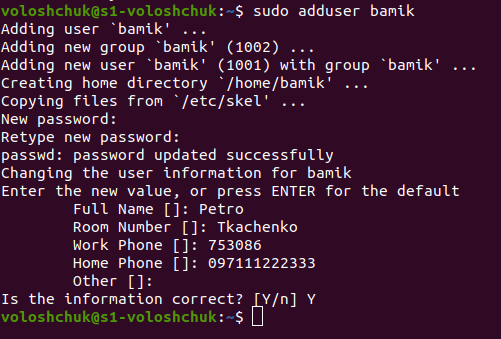 voloshchuk@s1-voloshchuk:~$ sudo adduser bamik
Adding user `bamik' ...
Adding new group `bamik' (1002) ...
Adding new user `bamik' (1001) with group `bamik' ...
Creating home directory `/home/bamik' ...
Copying files from `/etc/skel' ...
New password:
Retype new password:
passwd: password updated successfully
Changing the user information for bamik
Enter the new value, or press ENTER for the default
        Full Name []: Petro
        Room Number []: Tkachenko
        Work Phone []: 753086
        Home Phone []: 097111222333
        Other []:
Is the information correct? [Y/n] Y
voloshchuk@s1-voloshchuk:~$